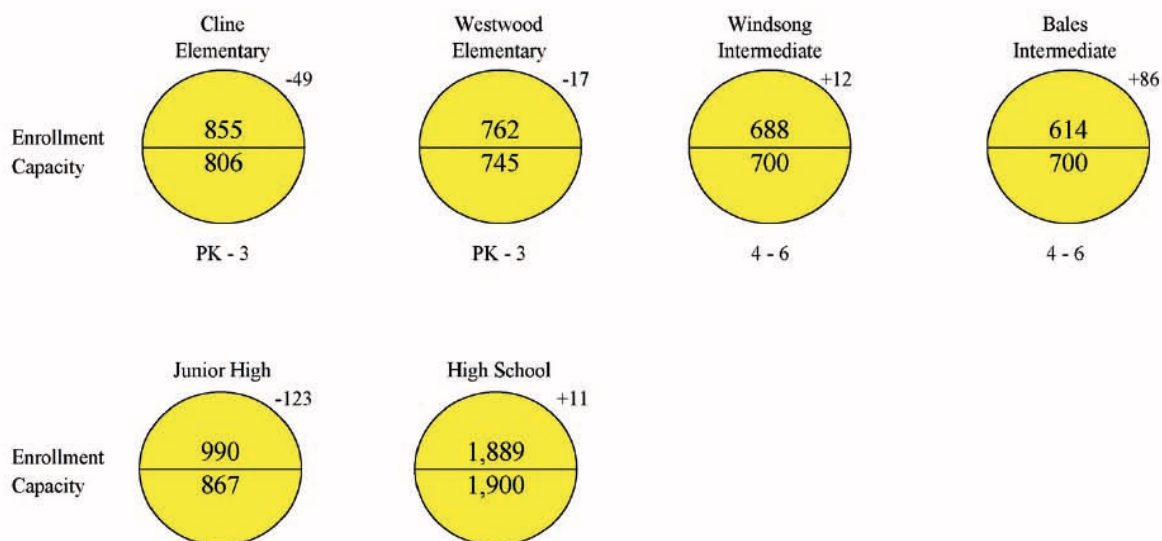 Cline
Elementary
Westwood
Elementary
Windsong
Intermediate
Bales
Intermediate
-49
-17
+12
+86
Enrollment
855
762
688
614
Capacity
806
745
700
700
PK - 3
PK - 3
4 - 6
4 - 6
Junior High
High School
-123
+11
Enrollment
990
1,889
Capacity
867
1,900